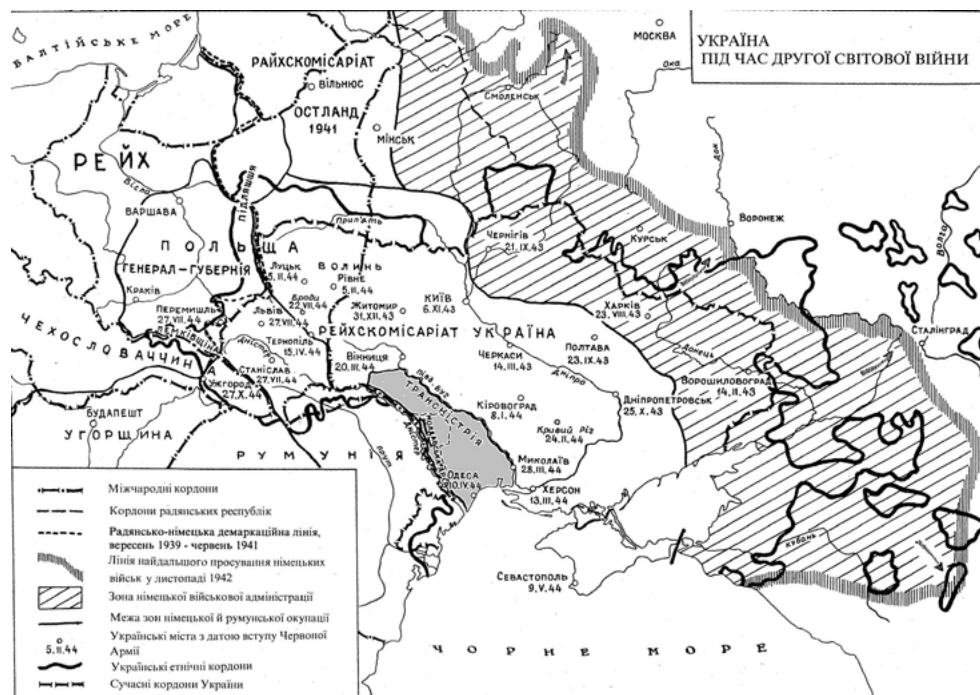 УКРАЇНА
ПІД ЧАС ДРУГОЇ СВІТОВОЇ ВІЙНИ
БАЛТІЙСЬКЕ МОРЕ
МОСКВА
Ока
РАЙХСКОМІСАРІАТ
ВІЛЬНЮС
ОСТЛАНД
1941
МІНСЬК
СМОЛЕНСЬК
ДОН
РЕЙХ
Вісла
ВАРШАВА
ПІДЛЯШШЯ
Прип'ять
ПОЛЬЩА
ГЕНЕРАЛ-ГУБЕРНІЯ
КРАКІВ
ВОЛИНЬ
ЛУЦЬК
5.ІІ.44
РІВНЕ
5.ІІ.44
Броди
22.VII.44
ЖИТОМИР
31.XII.43
КИЇВ
6.XI.43
ЧЕРНІГІВ
21.IX.43
КУРСЬК
ВОРОНЕЖ
Волга
СТАЛІНГРАД
ХАРКІВ
23.VIII.43
ПОЛТАВА
23.IX.43
Донець
ВОРОШИЛОВОГРАД
14.II.43
ПЕРЕМИШЛЬ
27.VII.44
ЛЕМКІВЩИНА
ЛЬВІВ
27.VII.44
ТЕРНОПІЛЬ
15.IV.44
Дністер
СТАНІСЛАВ
27.VII.44
УЖГОРОД
27.X.44
РЕЙХСКОМІСАРІАТ УКРАЇНА
ВІННИЦЯ
20.III.44
ЧЕРКАСИ
14.III.43
Дніпро
ДНІПРОПЕТРОВСЬК
25.X.43
КІРОВОГРАД
8.I.44
Кривий Ріг
24.II.44
ЧЕХОСЛОВАЧЧИНА
БУДАПЕШТ
УГОРЩИНА
РУМУНІЯ
Прут
Півд. Буг
ТРАНСНІСТРІЯ
Дністер
ОДЕСА
10.IV.44
МИКОЛАЇВ
28.III.44
ХЕРСОН
13.III.44
СЕВАСТОПОЛЬ
9.V.44
Кубань
ЧОРНЕ МОРЕ
Міжнародні кордони
Кордони радянських республік
Радянсько-німецька демаркаційна лінія,
вересень 1939 - червень 1941
Лінія найдальшого просування німецьких
військ у листопаді 1942
Зона німецької військової адміністрації
Межа зон німецької й румунської окупації
5.ІІ.44
Українські міста з датою вступу Червоної
Армії
Українські етнічні кордони
Сучасні кордони України